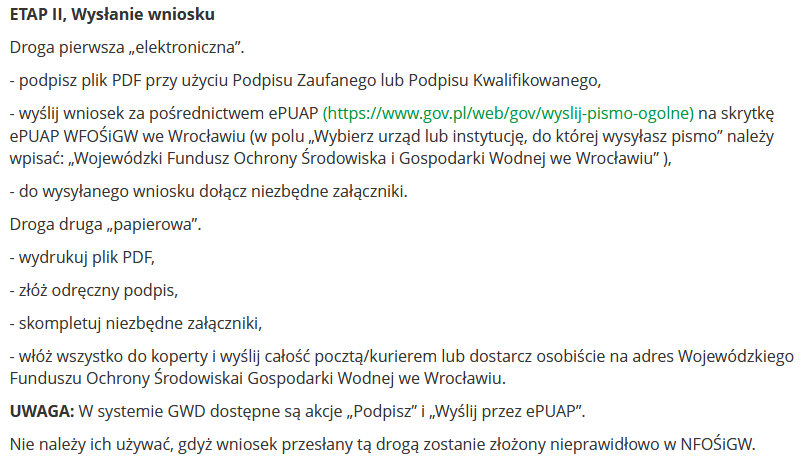 ETAP II, Wysłanie wniosku
Droga pierwsza „elektroniczna”.
- podpisz plik PDF przy użyciu Podpisu Zaufanego lub Podpisu Kwalifikowanego,
- wyślij wniosek za pośrednictwem ePUAP (https://www.gov.pl/web/gov/wyslij-pismo-ogolne) na skrytkę
ePUAP WFOŚiGW we Wrocławiu (w polu „Wybierz urząd lub instytucję, do której wysyłasz pismo” należy
wpisać: „Wojewódzki Fundusz Ochrony Środowiska i Gospodarki Wodnej we Wrocławiu” ),
- do wysyłanego wniosku dołącz niezbędne załączniki.
Droga druga „papierowa”.
- wydrukuj plik PDF,
- złóż odręczny podpis,
- skompletuj niezbędne załączniki,
- włóż wszystko do koperty i wyślij całość pocztą/kurierem lub dostarcz osobiście na adres Wojewódzkiego
Funduszu Ochrony Środowiskai Gospodarki Wodnej we Wrocławiu.
UWAGA: W systemie GWD dostępne są akcje „Podpisz” i „Wyślij przez ePUAP”.
Nie należy ich używać, gdyż wniosek przesłany tą drogą zostanie złożony nieprawidłowo w NFOŚiGW.